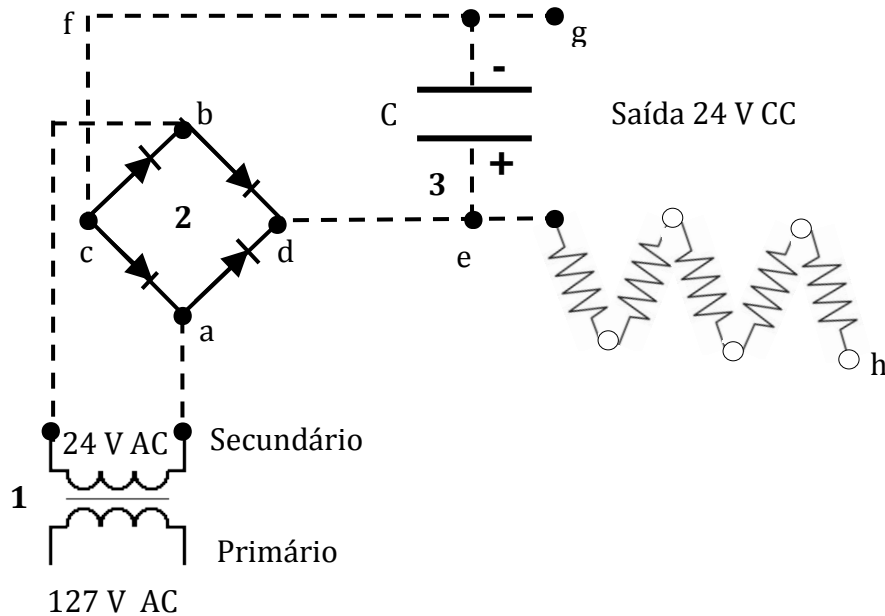 f
g
-
b
C
Saída 24 V CC
+
3
2
c
d
e
a
h
24 V AC
Secundário
1
Primário
127 V AC